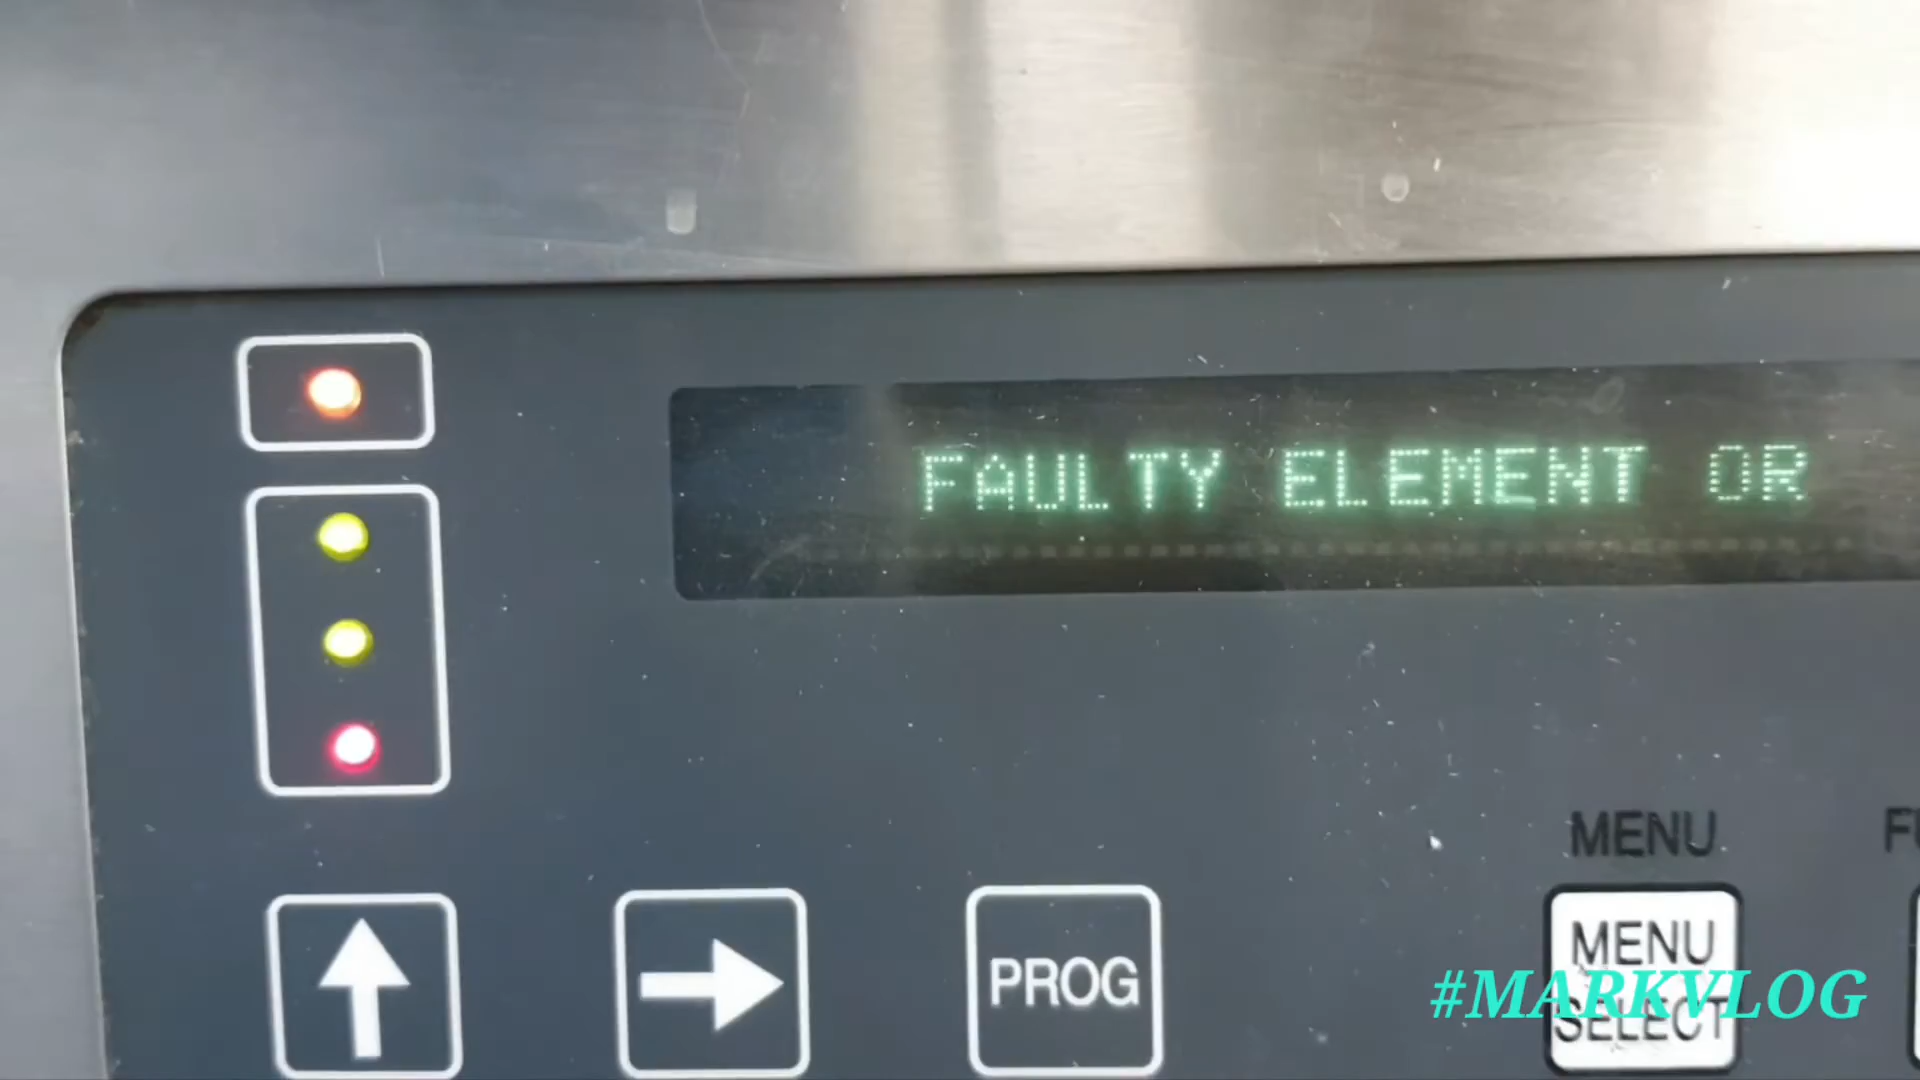 FAULTY ELEMENT OR
MENU
PROG
MENU
SELECT
#MARKVLOG